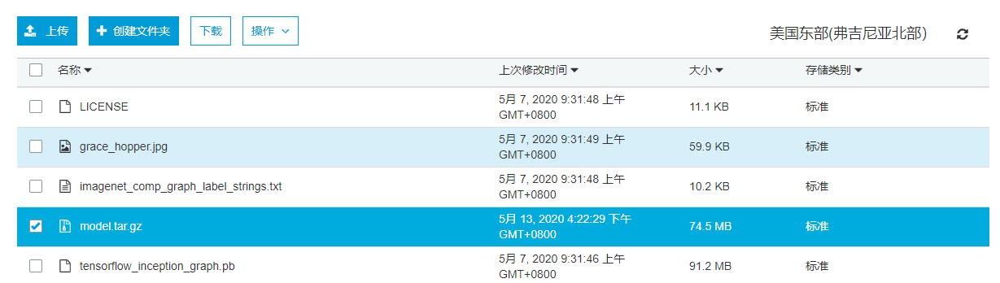 上传 创建文件夹 下载 操作 美国东部(弗吉尼亚北部)
名称 上次修改时间 大小 存储类别
LICENSE 5月 7, 2020 9:31:48 上午 GMT+0800 11.1 KB 标准
grace_hopper.jpg 5月 7, 2020 9:31:49 上午 GMT+0800 59.9 KB 标准
imagenet_comp_graph_label_strings.txt 5月 7, 2020 9:31:48 上午 GMT+0800 10.2 KB 标准
model.tar.gz 5月 13, 2020 4:22:29 下午 GMT+0800 74.5 MB 标准
tensorflow_inception_graph.pb 5月 7, 2020 9:31:46 上午 GMT+0800 91.2 MB 标准